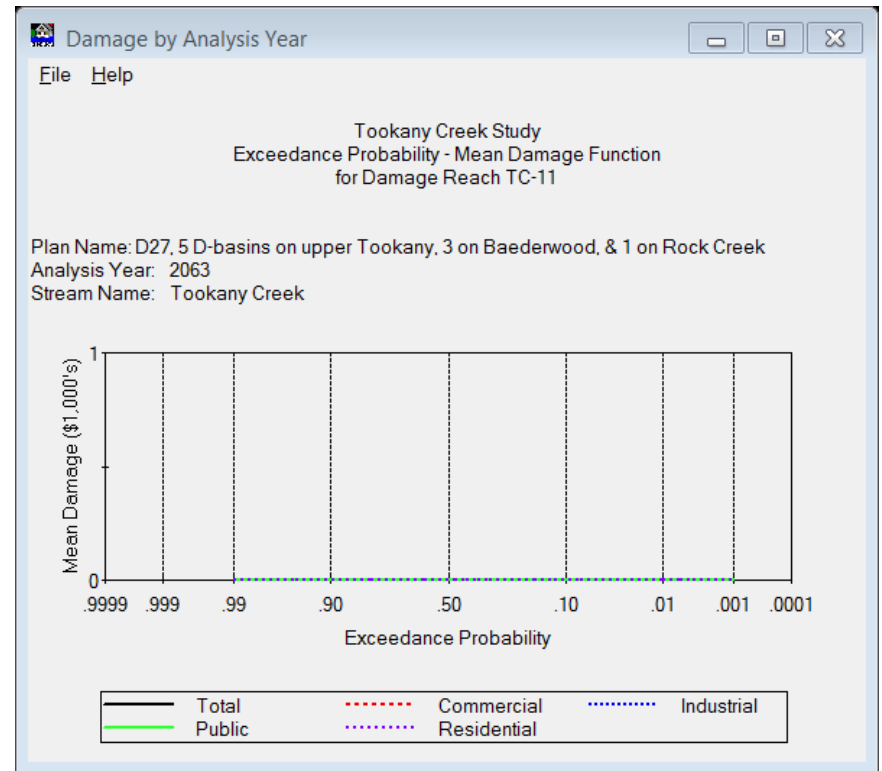 Damage by Analysis Year
File Help
Tookany Creek Study
Exceedance Probability - Mean Damage Function
for Damage Reach TC-11
Plan Name: D27, 5 D-basins on upper Tookany, 3 on Baederwood, & 1 on Rock Creek
Analysis Year: 2063
Stream Name: Tookany Creek
Mean Damage ($1,000's)
1
0
.9999 .999 .99 .90 .50 .10 .01 .001 .0001
Exceedance Probability
Total Commercial Industrial
Public Residential